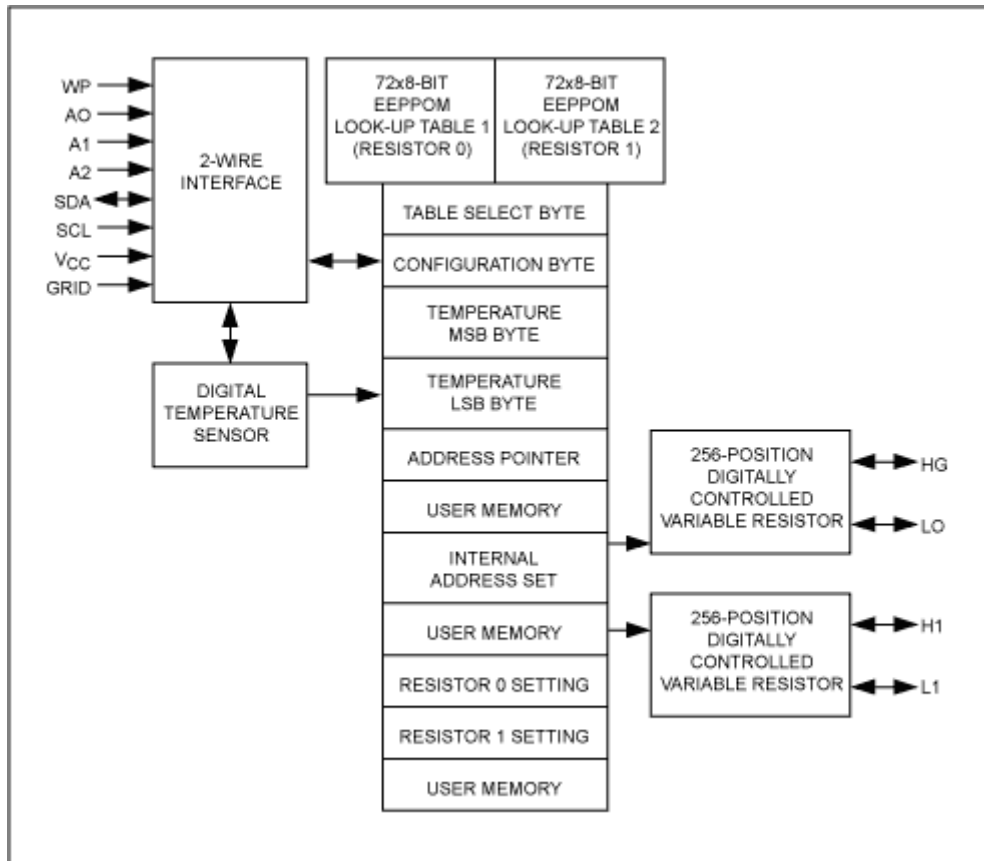 WP
AO
A1
A2
SDA
SCL
VCC
GRID
2-WIRE
INTERFACE
DIGITAL
TEMPERATURE
SENSOR
72x8-BIT
EEPPOM
LOOK-UP TABLE 1
(RESISTOR 0)
72x8-BIT
EEPPOM
LOOK-UP TABLE 2
(RESISTOR 1)
TABLE SELECT BYTE
CONFIGURATION BYTE
TEMPERATURE
MSB BYTE
TEMPERATURE
LSB BYTE
ADDRESS POINTER
USER MEMORY
INTERNAL
ADDRESS SET
USER MEMORY
RESISTOR 0 SETTING
RESISTOR 1 SETTING
USER MEMORY
256-POSITION
DIGITALLY
CONTROLLED
VARIABLE RESISTOR
HG
LO
256-POSITION
DIGITALLY
CONTROLLED
VARIABLE RESISTOR
H1
L1